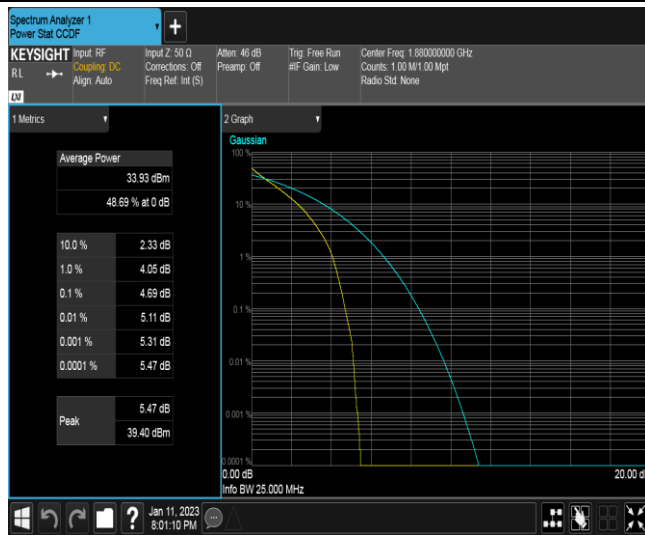 Spectrum Analyzer 1
Power Stat CCDF
+
KEYSIGHT
RL
Input: RF
Coupling: DC
Align: Auto
Input Z: 50 Ω
Corrections: Off
Freq Ref: Int (S)
Atten: 46 dB
Preamp: Off
Trig: Free Run
#IF Gain: Low
Center Freq: 1.880000000 GHz
Counts: 1.00 M/1.00 Mpt
Radio Std: None
1 Metrics
Average Power
33.93 dBm
48.69 % at 0 dB
10.0 % 2.33 dB
1.0 % 4.05 dB
0.1 % 4.69 dB
0.01 % 5.11 dB
0.001 % 5.31 dB
0.0001 % 5.47 dB
Peak
5.47 dB
39.40 dBm
2 Graph
Gaussian
100 %
10 %
1 %
0.1 %
0.01 %
0.001 %
0.0001 %
0.00 dB
20.00 d
Info BW 25.000 MHz
?
Jan 11, 2023
8:01:10 PM